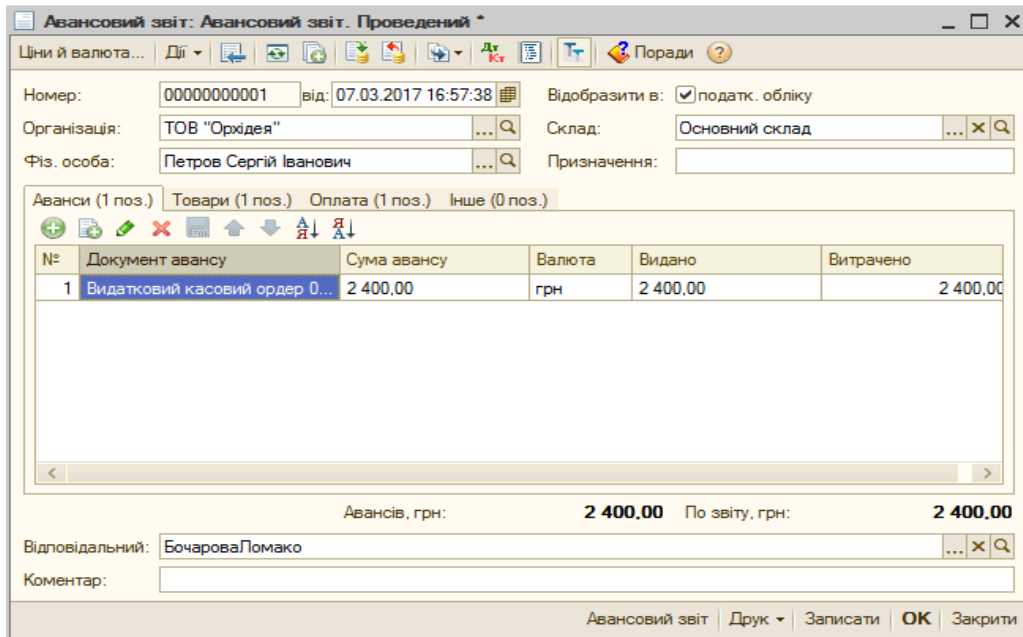 Авансовий звіт: Авансовий звіт. Проведений *
Ціни й валюта... Дії Дт Кт Поради ?
Номер: 00000000001 від: 07.03.2017 16:57:38 Відобразити в: податк. обліку
Організація: ТОВ "Орхідея" ... Склад: Основний склад ...
Фіз. особа: Петров Сергій Іванович ... Призначення:
Аванси (1 поз.) Товари (1 поз.) Оплата (1 поз.) Інше (0 поз.)
№ Документ авансу Сума авансу Валюта Видано Витрачено
1 Видатковий касовий ордер 0... 2 400,00 грн 2 400,00 2 400,00
Авансів, грн: 2 400,00 По звіту, грн: 2 400,00
Відповідальний: БочароваЛомако ...
Коментар:
Авансовий звіт Друк Записати OK Закрити